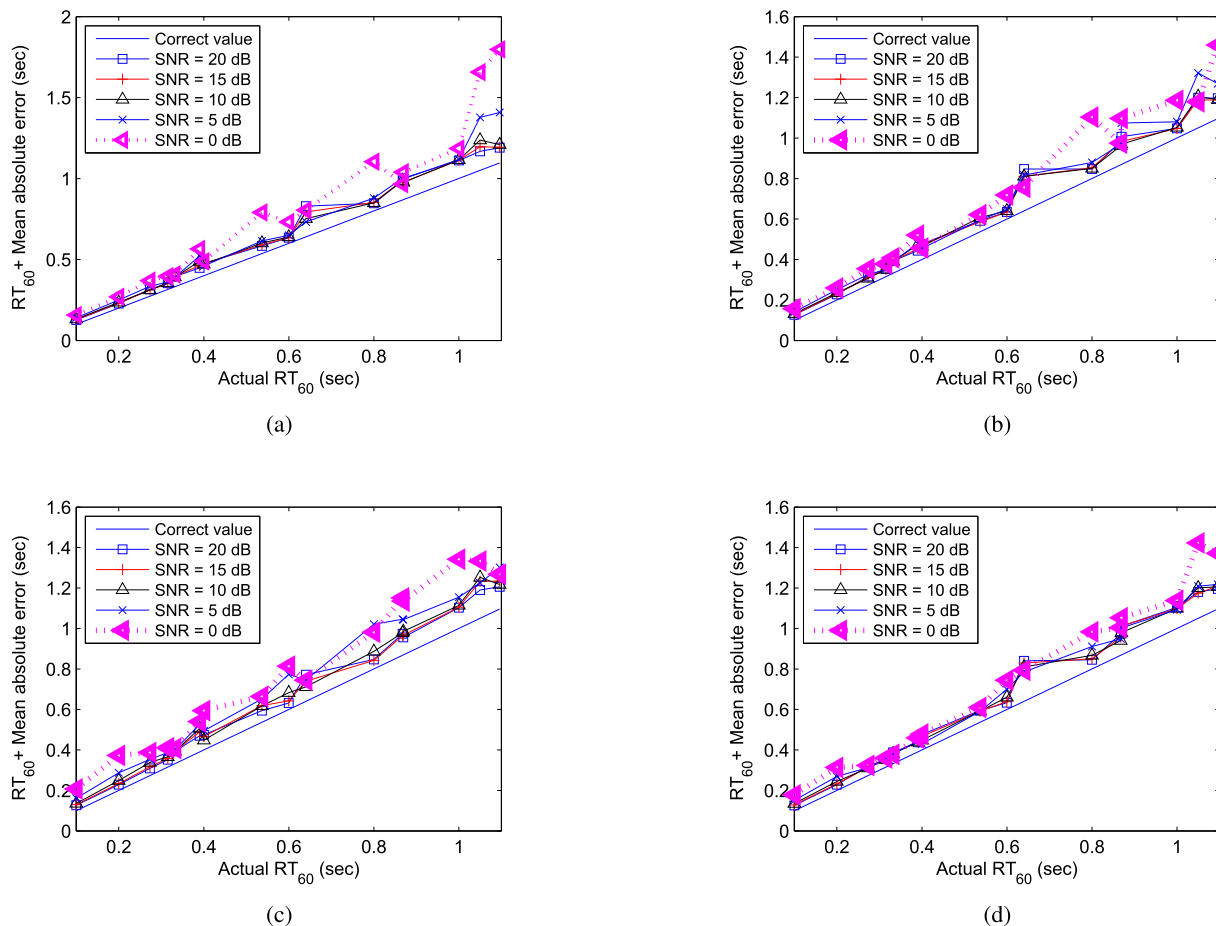 2
1.5
1
0.5
0
RT60+ Mean absolute error (sec)
Correct value
SNR = 20 dB
SNR = 15 dB
SNR = 10 dB
SNR = 5 dB
SNR = 0 dB
0.2 0.4 0.6 0.8 1
Actual RT60 (sec)
(a)
1.6
1.4
1.2
1
0.8
0.6
0.4
0.2
0
RT60+ Mean absolute error (sec)
Correct value
SNR = 20 dB
SNR = 15 dB
SNR = 10 dB
SNR = 5 dB
SNR = 0 dB
0.2 0.4 0.6 0.8 1
Actual RT60 (sec)
(b)
1.6
1.4
1.2
1
0.8
0.6
0.4
0.2
0
RT60+ Mean absolute error (sec)
Correct value
SNR = 20 dB
SNR = 15 dB
SNR = 10 dB
SNR = 5 dB
SNR = 0 dB
0.2 0.4 0.6 0.8 1
Actual RT60 (sec)
(c)
1.6
1.4
1.2
1
0.8
0.6
0.4
0.2
0
RT60+ Mean absolute error (sec)
Correct value
SNR = 20 dB
SNR = 15 dB
SNR = 10 dB
SNR = 5 dB
SNR = 0 dB
0.2 0.4 0.6 0.8 1
Actual RT60 (sec)
(d)